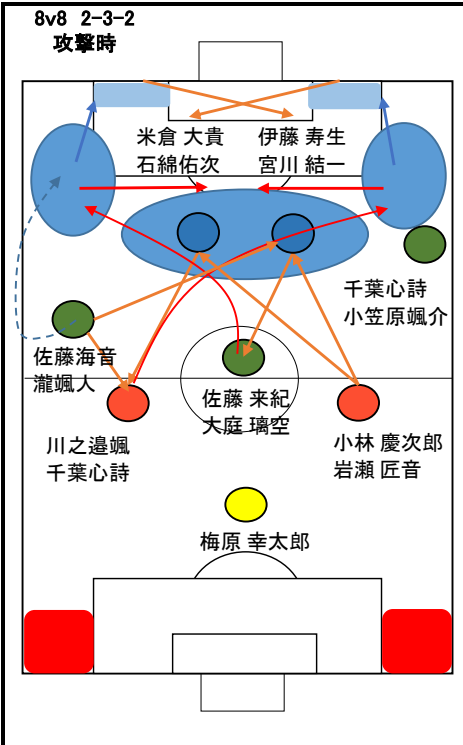 8v8 2-3-2
攻撃時
米倉 大貴
石綿佑次
伊藤 寿生
宮川 結一
千葉心詩
小笠原颯介
佐藤海音
瀧颯人
佐藤 来紀
大庭 璃空
川之邉颯
千葉心詩
小林 慶次郎
岩瀬 匠音
梅原 幸太郎